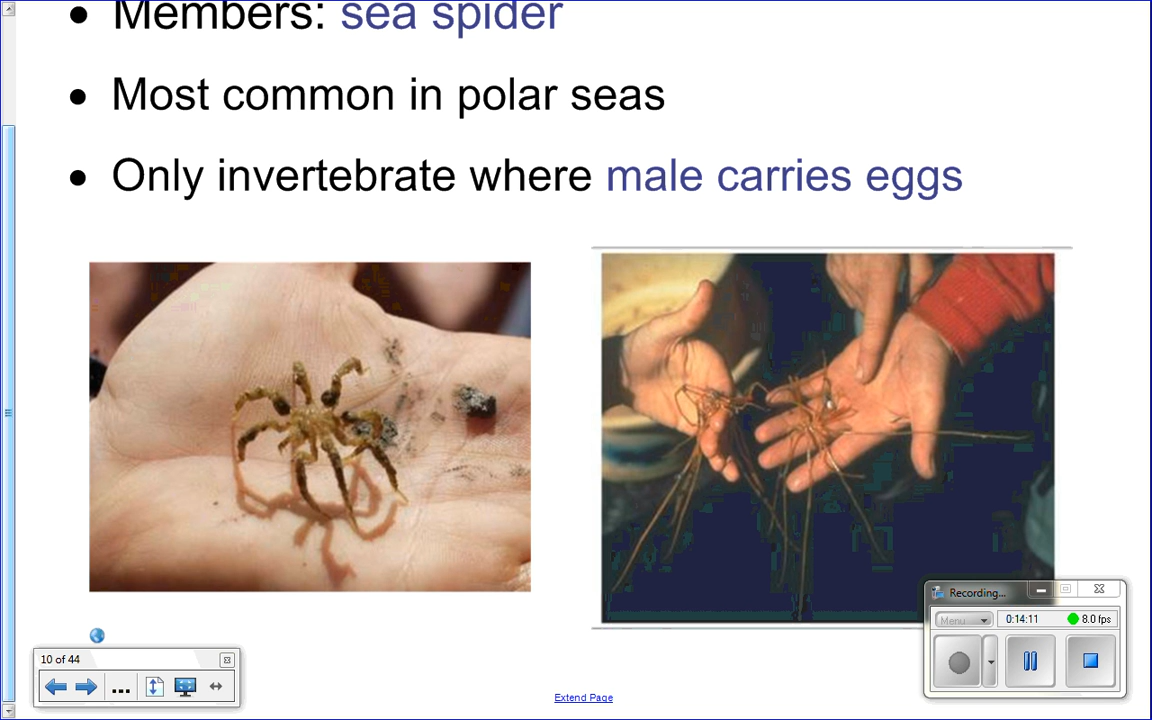 Members: sea spider
Most common in polar seas
Only invertebrate where male carries eggs
Recording...
Menu
0:14:11
8.0 fps
10 of 44
...
Extend Page